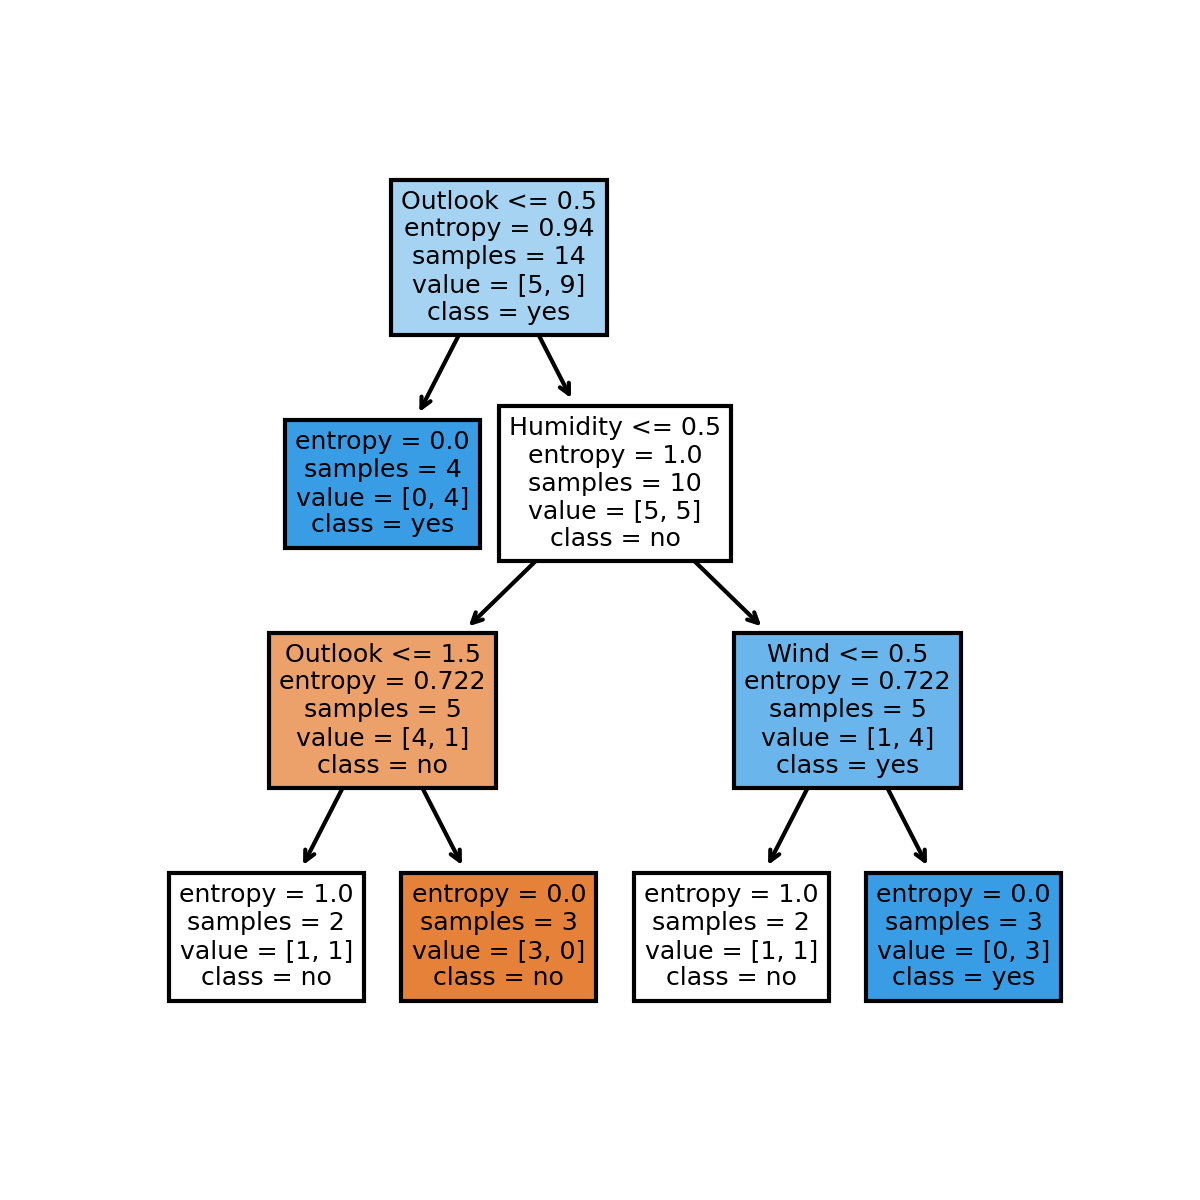 Outlook <= 0.5
entropy = 0.94
samples = 14
value = [5, 9]
class = yes
entropy = 0.0
samples = 4
value = [0, 4]
class = yes
Humidity <= 0.5
entropy = 1.0
samples = 10
value = [5, 5]
class = no
Outlook <= 1.5
entropy = 0.722
samples = 5
value = [4, 1]
class = no
Wind <= 0.5
entropy = 0.722
samples = 5
value = [1, 4]
class = yes
entropy = 1.0
samples = 2
value = [1, 1]
class = no
entropy = 0.0
samples = 3
value = [3, 0]
class = no
entropy = 1.0
samples = 2
value = [1, 1]
class = no
entropy = 0.0
samples = 3
value = [0, 3]
class = yes